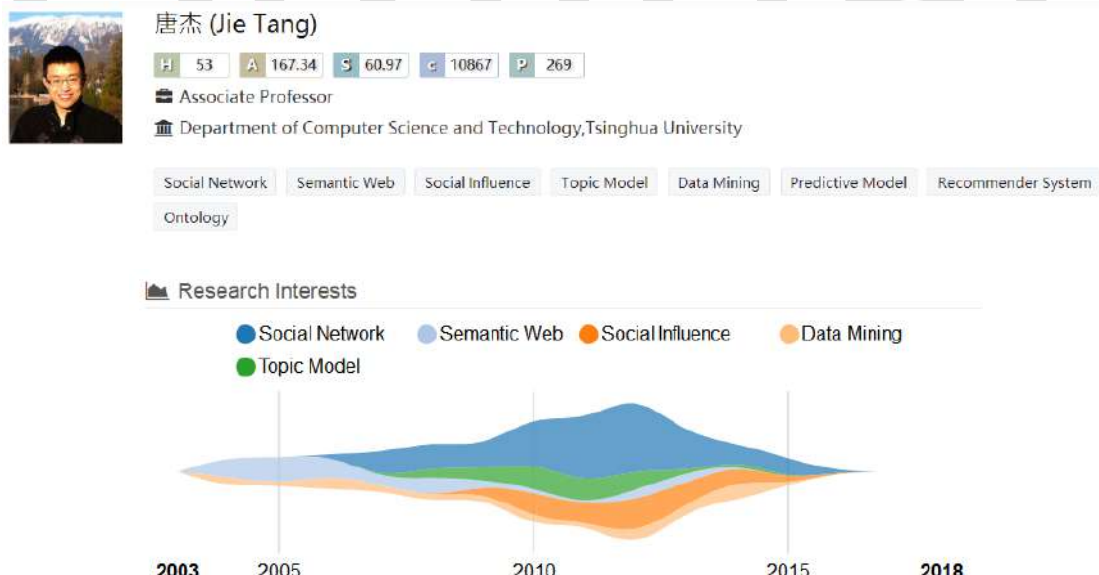 唐杰 (Jie Tang)
H 53 A 167.34 S 60.97 c 10867 P 269
Associate Professor
Department of Computer Science and Technology,Tsinghua University
Social Network Semantic Web Social Influence Topic Model Data Mining Predictive Model Recommender System
Ontology
Research Interests
Social Network Semantic Web Social Influence Data Mining
Topic Model
2003 2005 2010 2015 2018